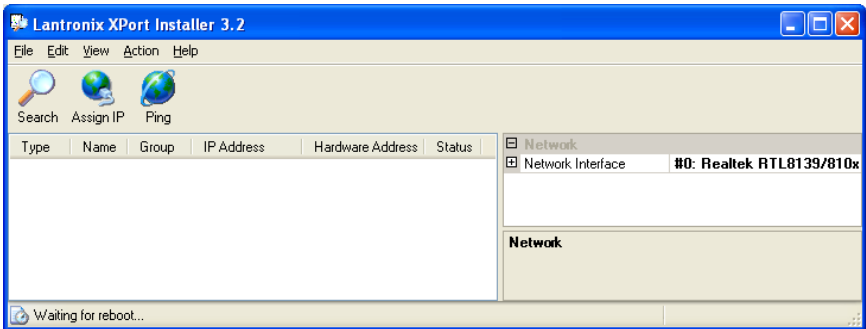 Lantronix XPort Installer 3.2
File Edit View Action Help
Search Assign IP Ping
Type Name Group IP Address Hardware Address Status
Network
Network Interface #0: Realtek RTL8139/810x
Network
Waiting for reboot...